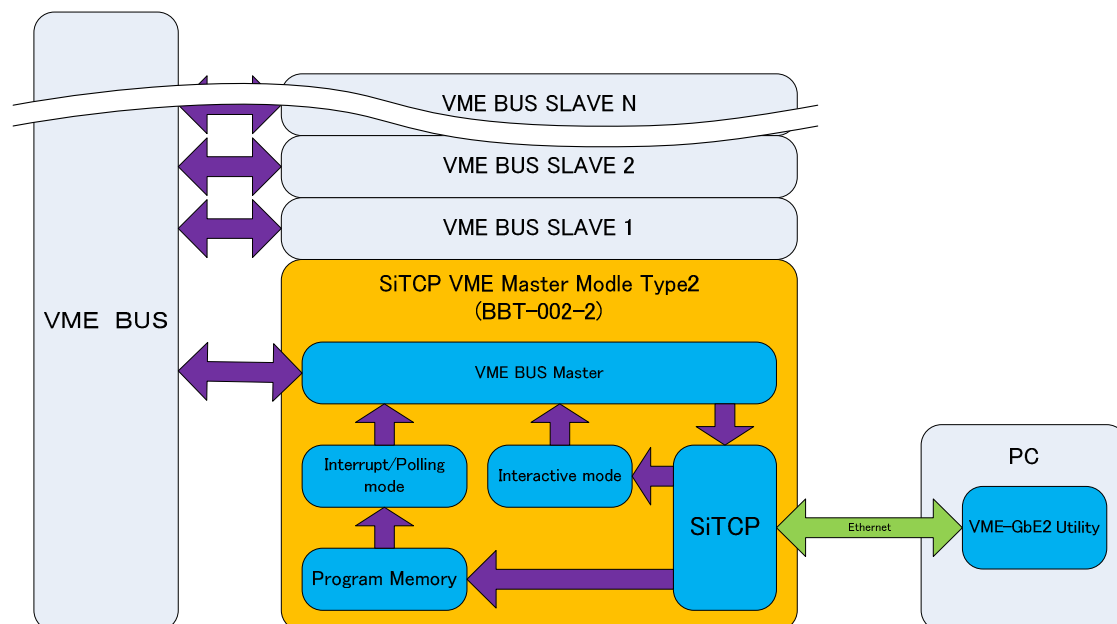 VME BUS SLAVE N
VME BUS SLAVE 2
VME BUS SLAVE 1
SiTCP VME Master Modle Type2
(BBT-002-2)
VME BUS
VME BUS Master
Interrupt/Polling
mode
Interactive mode
SiTCP
Program Memory
Ethernet
PC
VME-GbE2 Utility